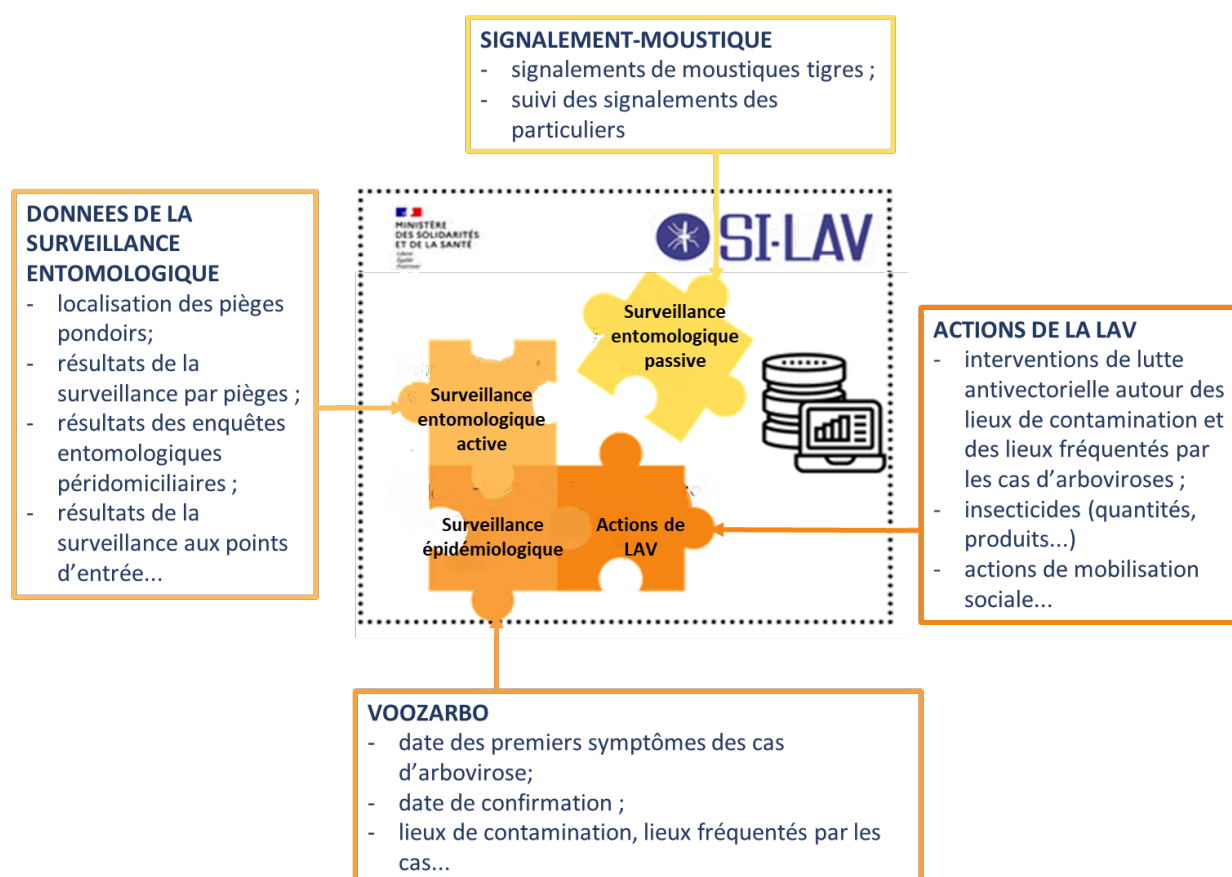 SIGNALEMENT-MOUSTIQUE
- signalements de moustiques tigres ;
- suivi des signalements des
particuliers
DONNEES DE LA
SURVEILLANCE
ENTOMOLOGIQUE
- localisation des pièges
pondoirs;
- résultats de la
surveillance par pièges ;
- résultats des enquêtes
entomologiques
péridomiciliaires ;
- résultats de la
surveillance aux points
d’entrée...
MINISTÈRE
DES SOLIDARITÉS
ET DE LA SANTÉ
Liberté
Égalité
Fraternité
SI-LAV
Surveillance
entomologique
passive
Surveillance
entomologique
active
Surveillance
épidémiologique
Actions de
LAV
ACTIONS DE LA LAV
- interventions de lutte
antivectorielle autour des
lieux de contamination et
des lieux fréquentés par
les cas d’arboviroses ;
- insecticides (quantités,
produits...)
- actions de mobilisation
sociale...
VOOZARBO
- date des premiers symptômes des cas
d’arbovirose;
- date de confirmation ;
- lieux de contamination, lieux fréquentés par les
cas...